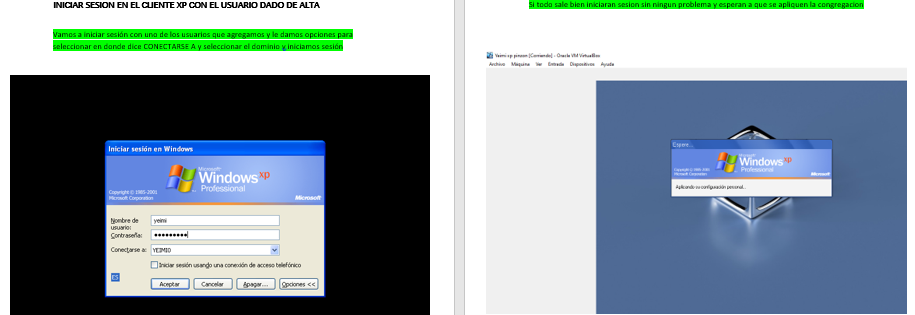 INICIAR SESION EN EL CLIENTE XP CON EL USUARIO DADO DE ALTA
Vamos a iniciar sesión con uno de los usuarios que agregamos y le damos opciones para
seleccionar en donde dice CONECTARSE A y seleccionar el dominio y iniciamos sesión
Iniciar sesión en Windows
Microsoft
Windows xp
Professional
Copyright © 1985-2001
Microsoft Corporation
Microsoft
Nombre de
usuario:
yeimi
Contraseña:
●●●●●●●●●
Conectarse a:
YEIMIO
Iniciar sesión usando una conexión de acceso telefónico
ES
Aceptar
Cancelar
Apagar...
Opciones <<
Si todo sale bien iniciaran sesion sin ningun problema y esperan a que se apliquen la congregacion
Yeimi xp pinzon [Corriendo] - Oracle VM VirtualBox
Archivo Máquina Ver Entrada Dispositivos Ayuda
Espere...
Microsoft
Windows xp
Professional
Microsoft Corporation
Microsoft
Aplicando su configuración personal...